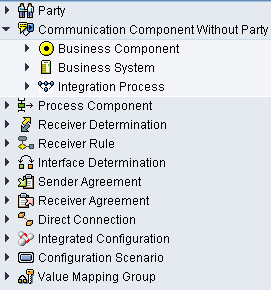 Party
Communication Component Without Party
Business Component
Business System
Integration Process
Process Component
Receiver Determination
Receiver Rule
Interface Determination
Sender Agreement
Receiver Agreement
Direct Connection
Integrated Configuration
Configuration Scenario
Value Mapping Group